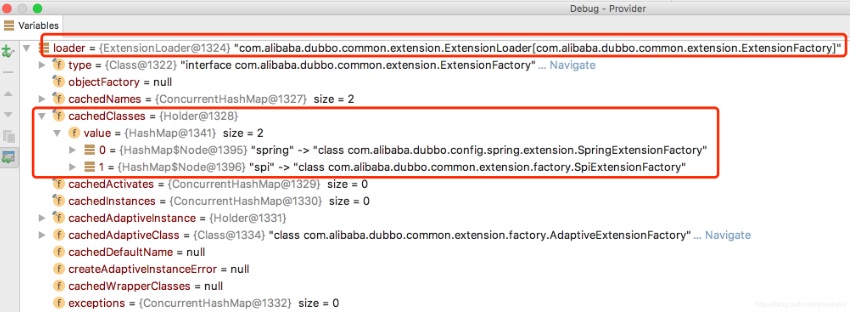 Debug - Provider
Variables
loader = {ExtensionLoader@1324} "com.alibaba.dubbo.common.extension.ExtensionLoader[com.alibaba.dubbo.common.extension.ExtensionFactory]"
f type = {Class@1322} "interface com.alibaba.dubbo.common.extension.ExtensionFactory" ... Navigate
f objectFactory = null
f cachedNames = {ConcurrentHashMap@1327} size = 2
f cachedClasses = {Holder@1328}
f value = {HashMap@1341} size = 2
0 = {HashMap$Node@1395} "spring" -> "class com.alibaba.dubbo.config.spring.extension.SpringExtensionFactory"
1 = {HashMap$Node@1396} "spi" -> "class com.alibaba.dubbo.common.extension.factory.SpiExtensionFactory"
f cachedActivates = {ConcurrentHashMap@1329} size = 0
f cachedInstances = {ConcurrentHashMap@1330} size = 0
f cachedAdaptiveInstance = {Holder@1331}
f cachedAdaptiveClass = {Class@1334} "class com.alibaba.dubbo.common.extension.factory.AdaptiveExtensionFactory" ... Navigate
f cachedDefaultName = null
f createAdaptiveInstanceError = null
f cachedWrapperClasses = null
f exceptions = {ConcurrentHashMap@1332} size = 0